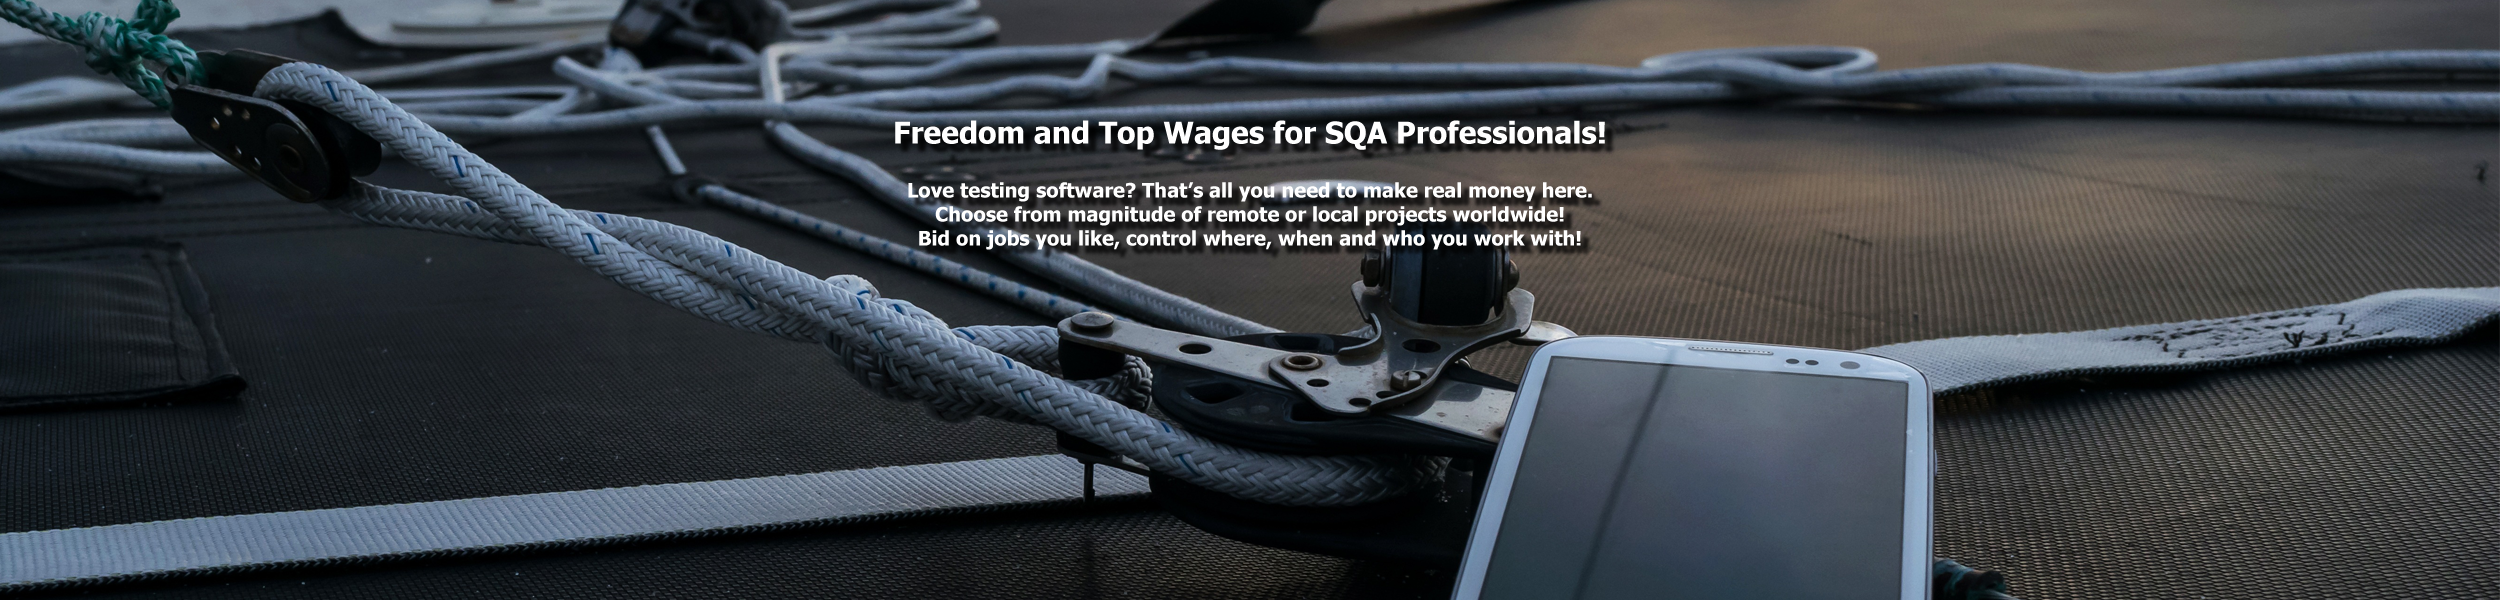 Freedom and Top Wages for SQA Professionals!
Love testing software? That’s all you need to make real money here.
Choose from magnitude of remote or local projects worldwide!
Bid on jobs you like, control where, when and who you work with!